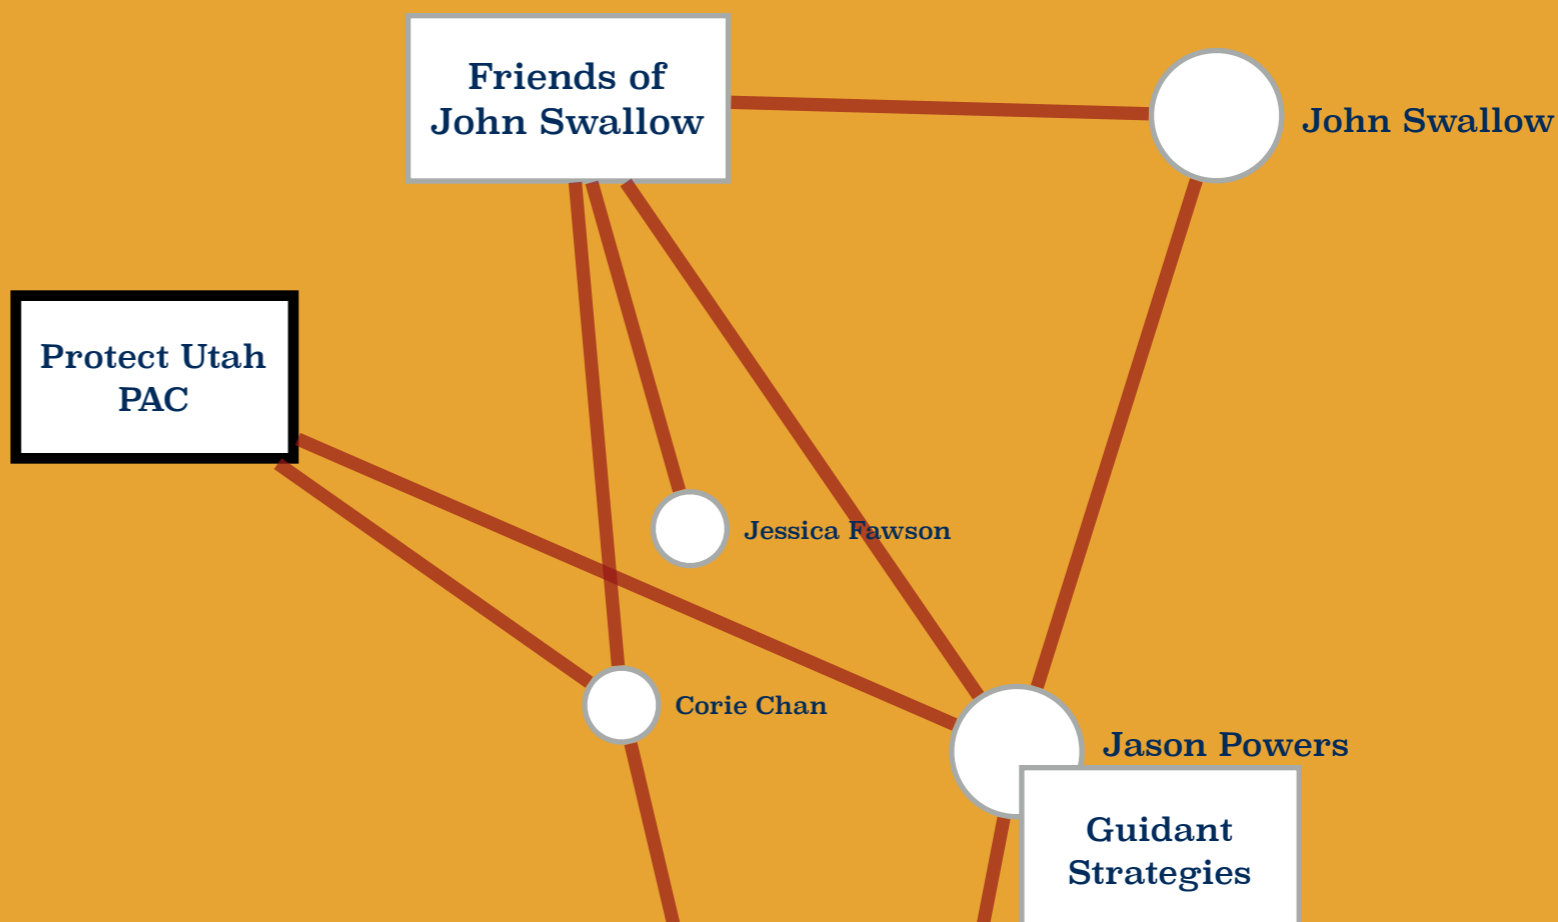 Friends of
John Swallow
John Swallow
Protect Utah
PAC
Jessica Fawson
Corie Chan
Jason Powers
Guidant
Strategies